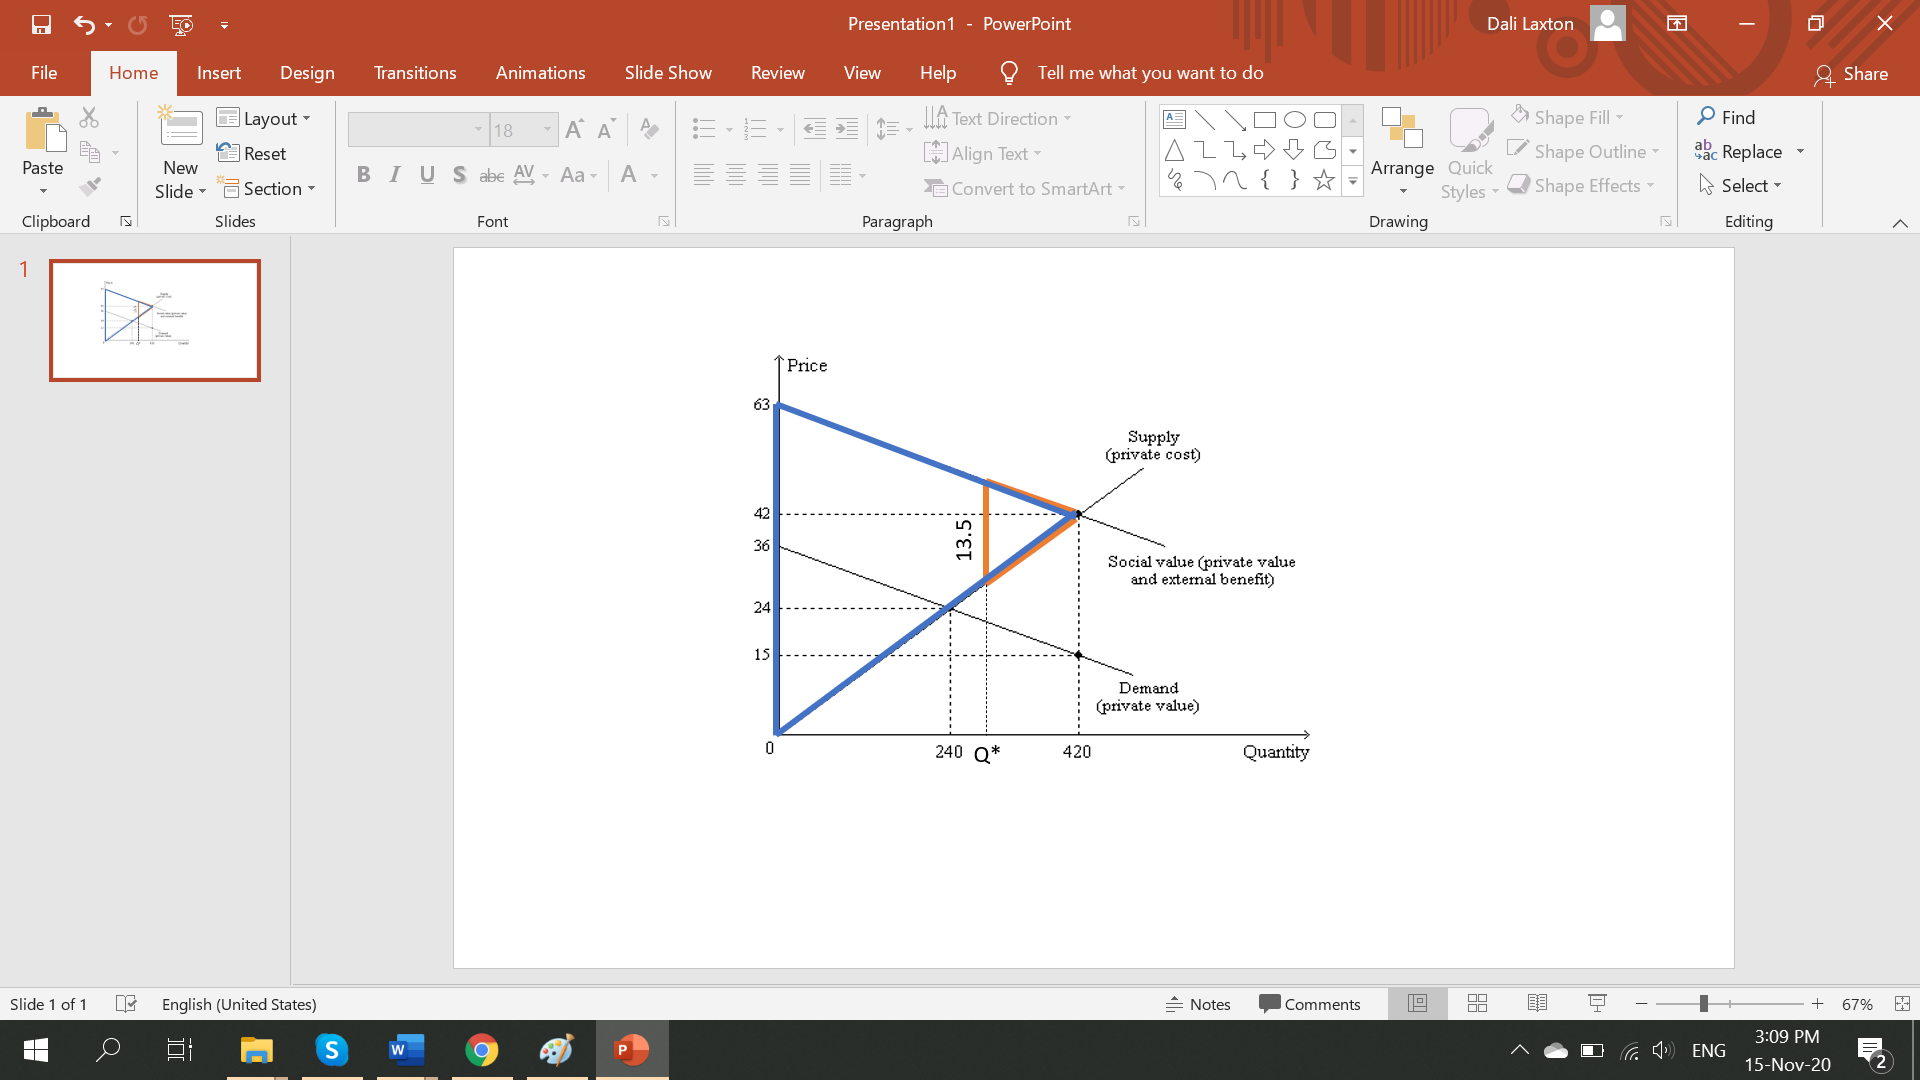 Presentation1 - PowerPoint
Dali Laxton
File Home Insert Design Transitions Animations Slide Show Review View Help Tell me what you want to do Share
Paste
Clipboard
New
Slide
Layout
Reset
Section
Slides
18
A A
B I U S abc AV Aa A
Font
Text Direction
Align Text
Convert to SmartArt
Paragraph
Arrange
Quick
Styles
Shape Fill
Shape Outline
Shape Effects
Drawing
Find
Replace
Select
Editing
1
Price
63
Supply
(private cost)
42
13.5
36
Social value (private value
and external benefit)
24
15
Demand
(private value)
0 240 Q* 420 Quantity
Slide 1 of 1 English (United States) Notes Comments 67%
ENG
3:09 PM
15-Nov-20
2